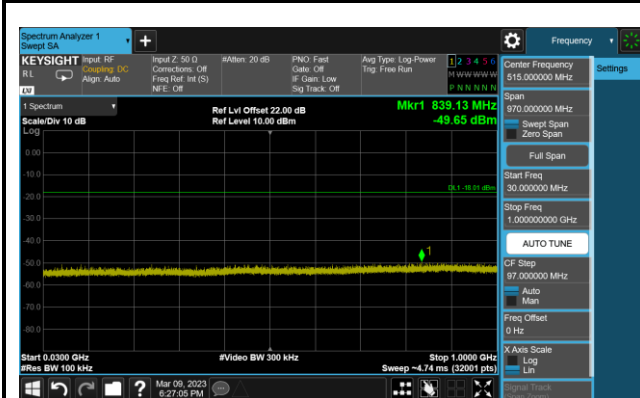 Spectrum Analyzer 1
Swept SA
+
Frequency
KEYSIGHT
RL
LXI
Input: RF
Coupling: DC
Align: Auto
Input Z: 50 Ω
Corrections: Off
Freq Ref: Int (S)
NFE: Off
#Atten: 20 dB
PNO: Fast
Gate: Off
IF Gain: Low
Sig Track: Off
Avg Type: Log-Power
Trig: Free Run
1 2 3 4 5 6
M W W W W W
P N N N N N
1 Spectrum
Scale/Div 10 dB
Ref Lvl Offset 22.00 dB
Ref Level 10.00 dBm
Mkr1 839.13 MHz
-49.65 dBm
Log
0.00
-10.0
DL1 -18.01 dBm
-20.0
-30.0
-40.0
1
-50.0
-60.0
-70.0
-80.0
Start 0.0300 GHz
#Res BW 100 kHz
#Video BW 300 kHz
Stop 1.0000 GHz
Sweep ~4.74 ms (32001 pts)
?
Mar 09, 2023
6:27:05 PM
Center Frequency
515.000000 MHz
Settings
Span
970.000000 MHz
Swept Span
Zero Span
Full Span
Start Freq
30.000000 MHz
Stop Freq
1.000000000 GHz
AUTO TUNE
CF Step
97.000000 MHz
Auto
Man
Freq Offset
0 Hz
X Axis Scale
Log
Lin
Signal Track
(Span Zoom)